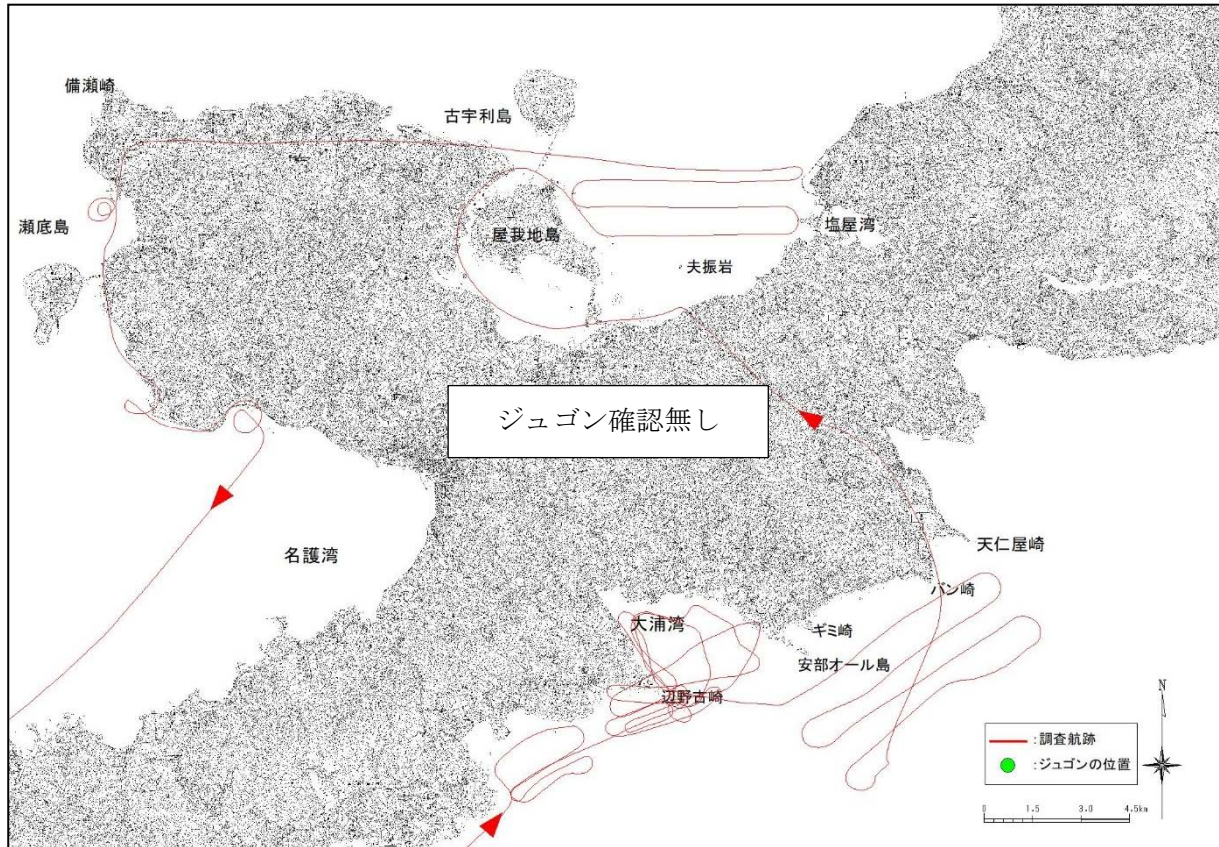 備瀬崎
古宇利島
瀬底島
屋我地島
塩屋湾
夫振岩
ジュゴン確認無し
名護湾
天仁屋崎
バン崎
大浦湾
ギミ崎
安部オール島
辺野古崎
N
:調査航跡
:ジュゴンの位置
0 1.5 3.0 4.5km